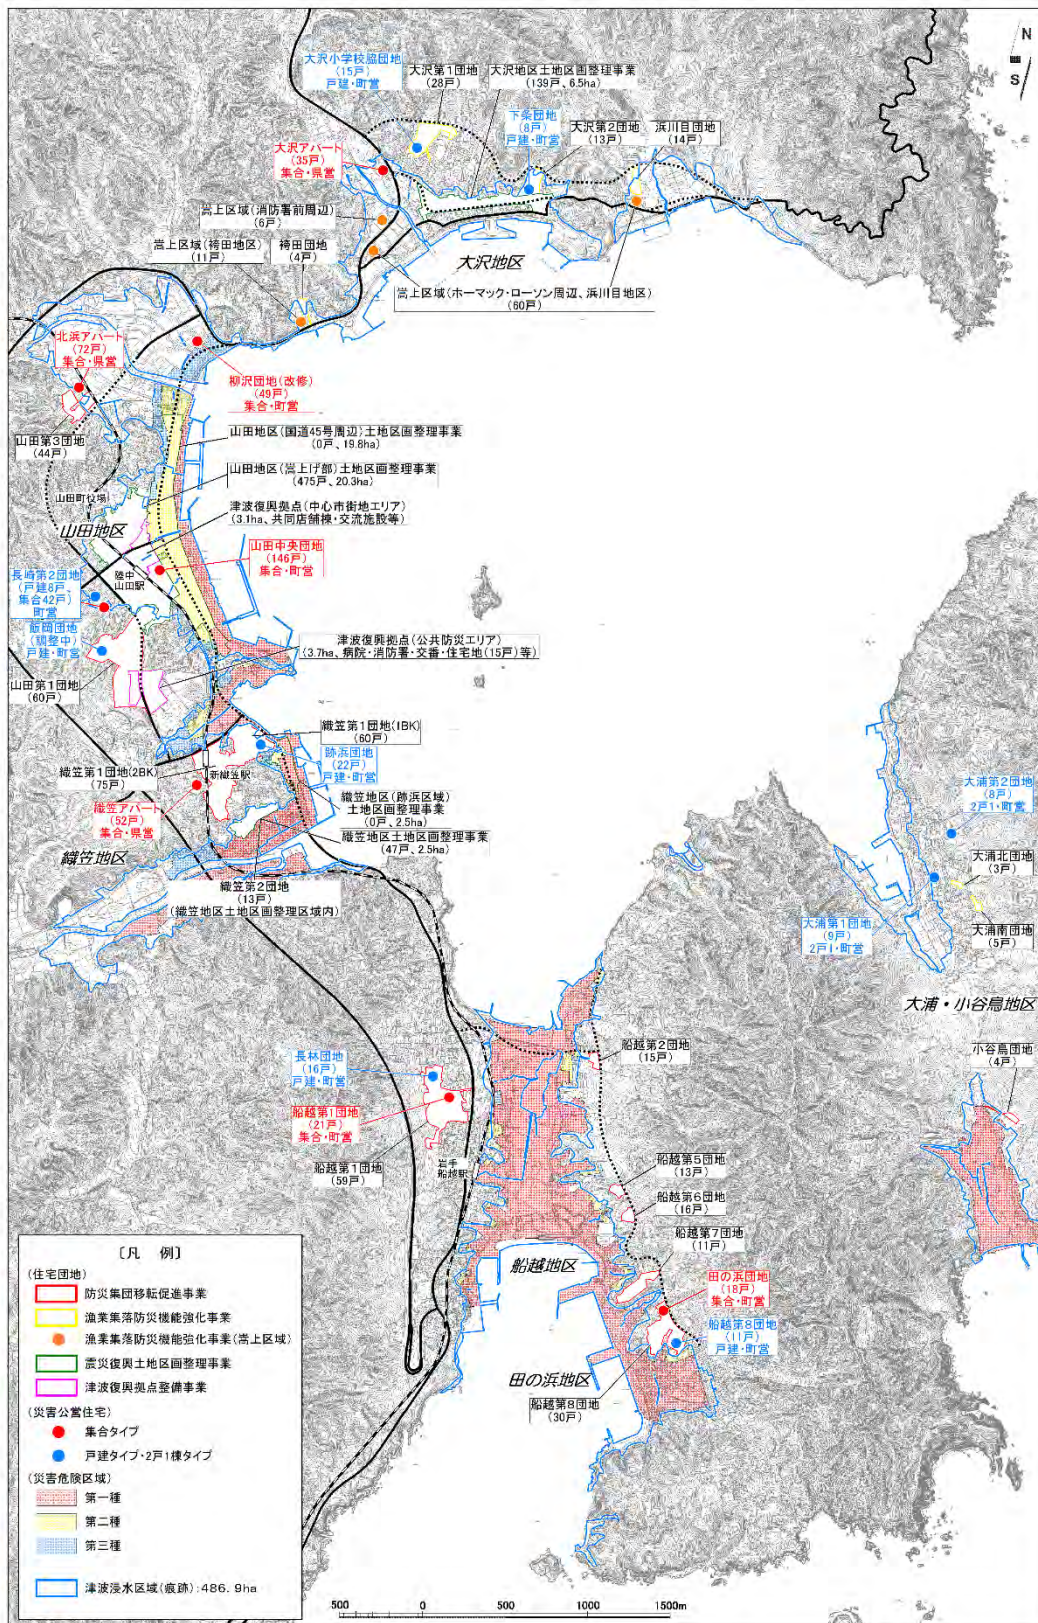 N
S
大沢小学校脇団地
(15戸)
戸建・町営
大沢第1団地
(28戸)
大沢地区土地区画整理事業
(139戸、6.5ha)
下条団地
(8戸)
戸建・町営
大沢第2団地
(13戸)
浜川目団地
(14戸)
大沢アパート
(35戸)
集合・県営
嵩上区域(消防署前周辺)
(6戸)
嵩上区域(袴田地区)
(11戸)
袴田団地
(4戸)
大沢地区
嵩上区域(ホーマック・ローソン周辺、浜川目地区)
(60戸)
北浜アパート
(72戸)
集合・県営
柳沢団地(改修)
(49戸)
集合・町営
山田第3団地
(44戸)
山田地区(国道45号周辺)土地区画整理事業
(0戸、19.8ha)
山田地区(嵩上げ部)土地区画整理事業
(475戸、20.3ha)
山田町役場
津波復興拠点(中心市街地エリア)
(3.1ha、共同店舗棟・交流施設等)
山田地区
山田中央団地
(146戸)
集合・町営
陸中
山田駅
長崎第2団地
(戸建8戸、
集合42戸)
町営
飯岡団地
(調整中)
戸建・町営
津波復興拠点(公共防災エリア)
(3.7ha、病院・消防署・交番・住宅地(15戸)等)
山田第1団地
(60戸)
織笠第1団地(1BK)
(60戸)
跡浜団地
(22戸)
戸建・町営
織笠第1団地(2BK)
(75戸)
新織笠駅
織笠アパート
(52戸)
集合・県営
織笠地区(跡浜区域)
土地区画整理事業
(0戸、2.5ha)
織笠地区土地区画整理事業
(47戸、2.5ha)
織笠地区
織笠第2団地
(13戸)
(織笠地区土地区画整理区域内)
大浦第2団地
(8戸)
2戸1・町営
大浦北団地
(3戸)
大浦第1団地
(9戸)
2戸1・町営
大浦南団地
(5戸)
大浦・小谷鳥地区
小谷鳥団地
(4戸)
船越第2団地
(15戸)
長林団地
(16戸)
戸建・町営
船越第1団地
(21戸)
集合・町営
船越第1団地
(59戸)
岩手
船越駅
船越第5団地
(13戸)
船越第6団地
(16戸)
船越第7団地
(11戸)
船越地区
田の浜団地
(18戸)
集合・町営
船越第8団地
(11戸)
戸建・町営
田の浜地区
船越第8団地
(30戸)
〔凡 例〕
(住宅団地)
防災集団移転促進事業
漁業集落防災機能強化事業
漁業集落防災機能強化事業(嵩上区域)
震災復興土地区画整理事業
津波復興拠点整備事業
(災害公営住宅)
集合タイプ
戸建タイプ・2戸1棟タイプ
(災害危険区域)
第一種
第二種
第三種
津波浸水区域(痕跡):486.9ha
500 0 500 1000 1500m